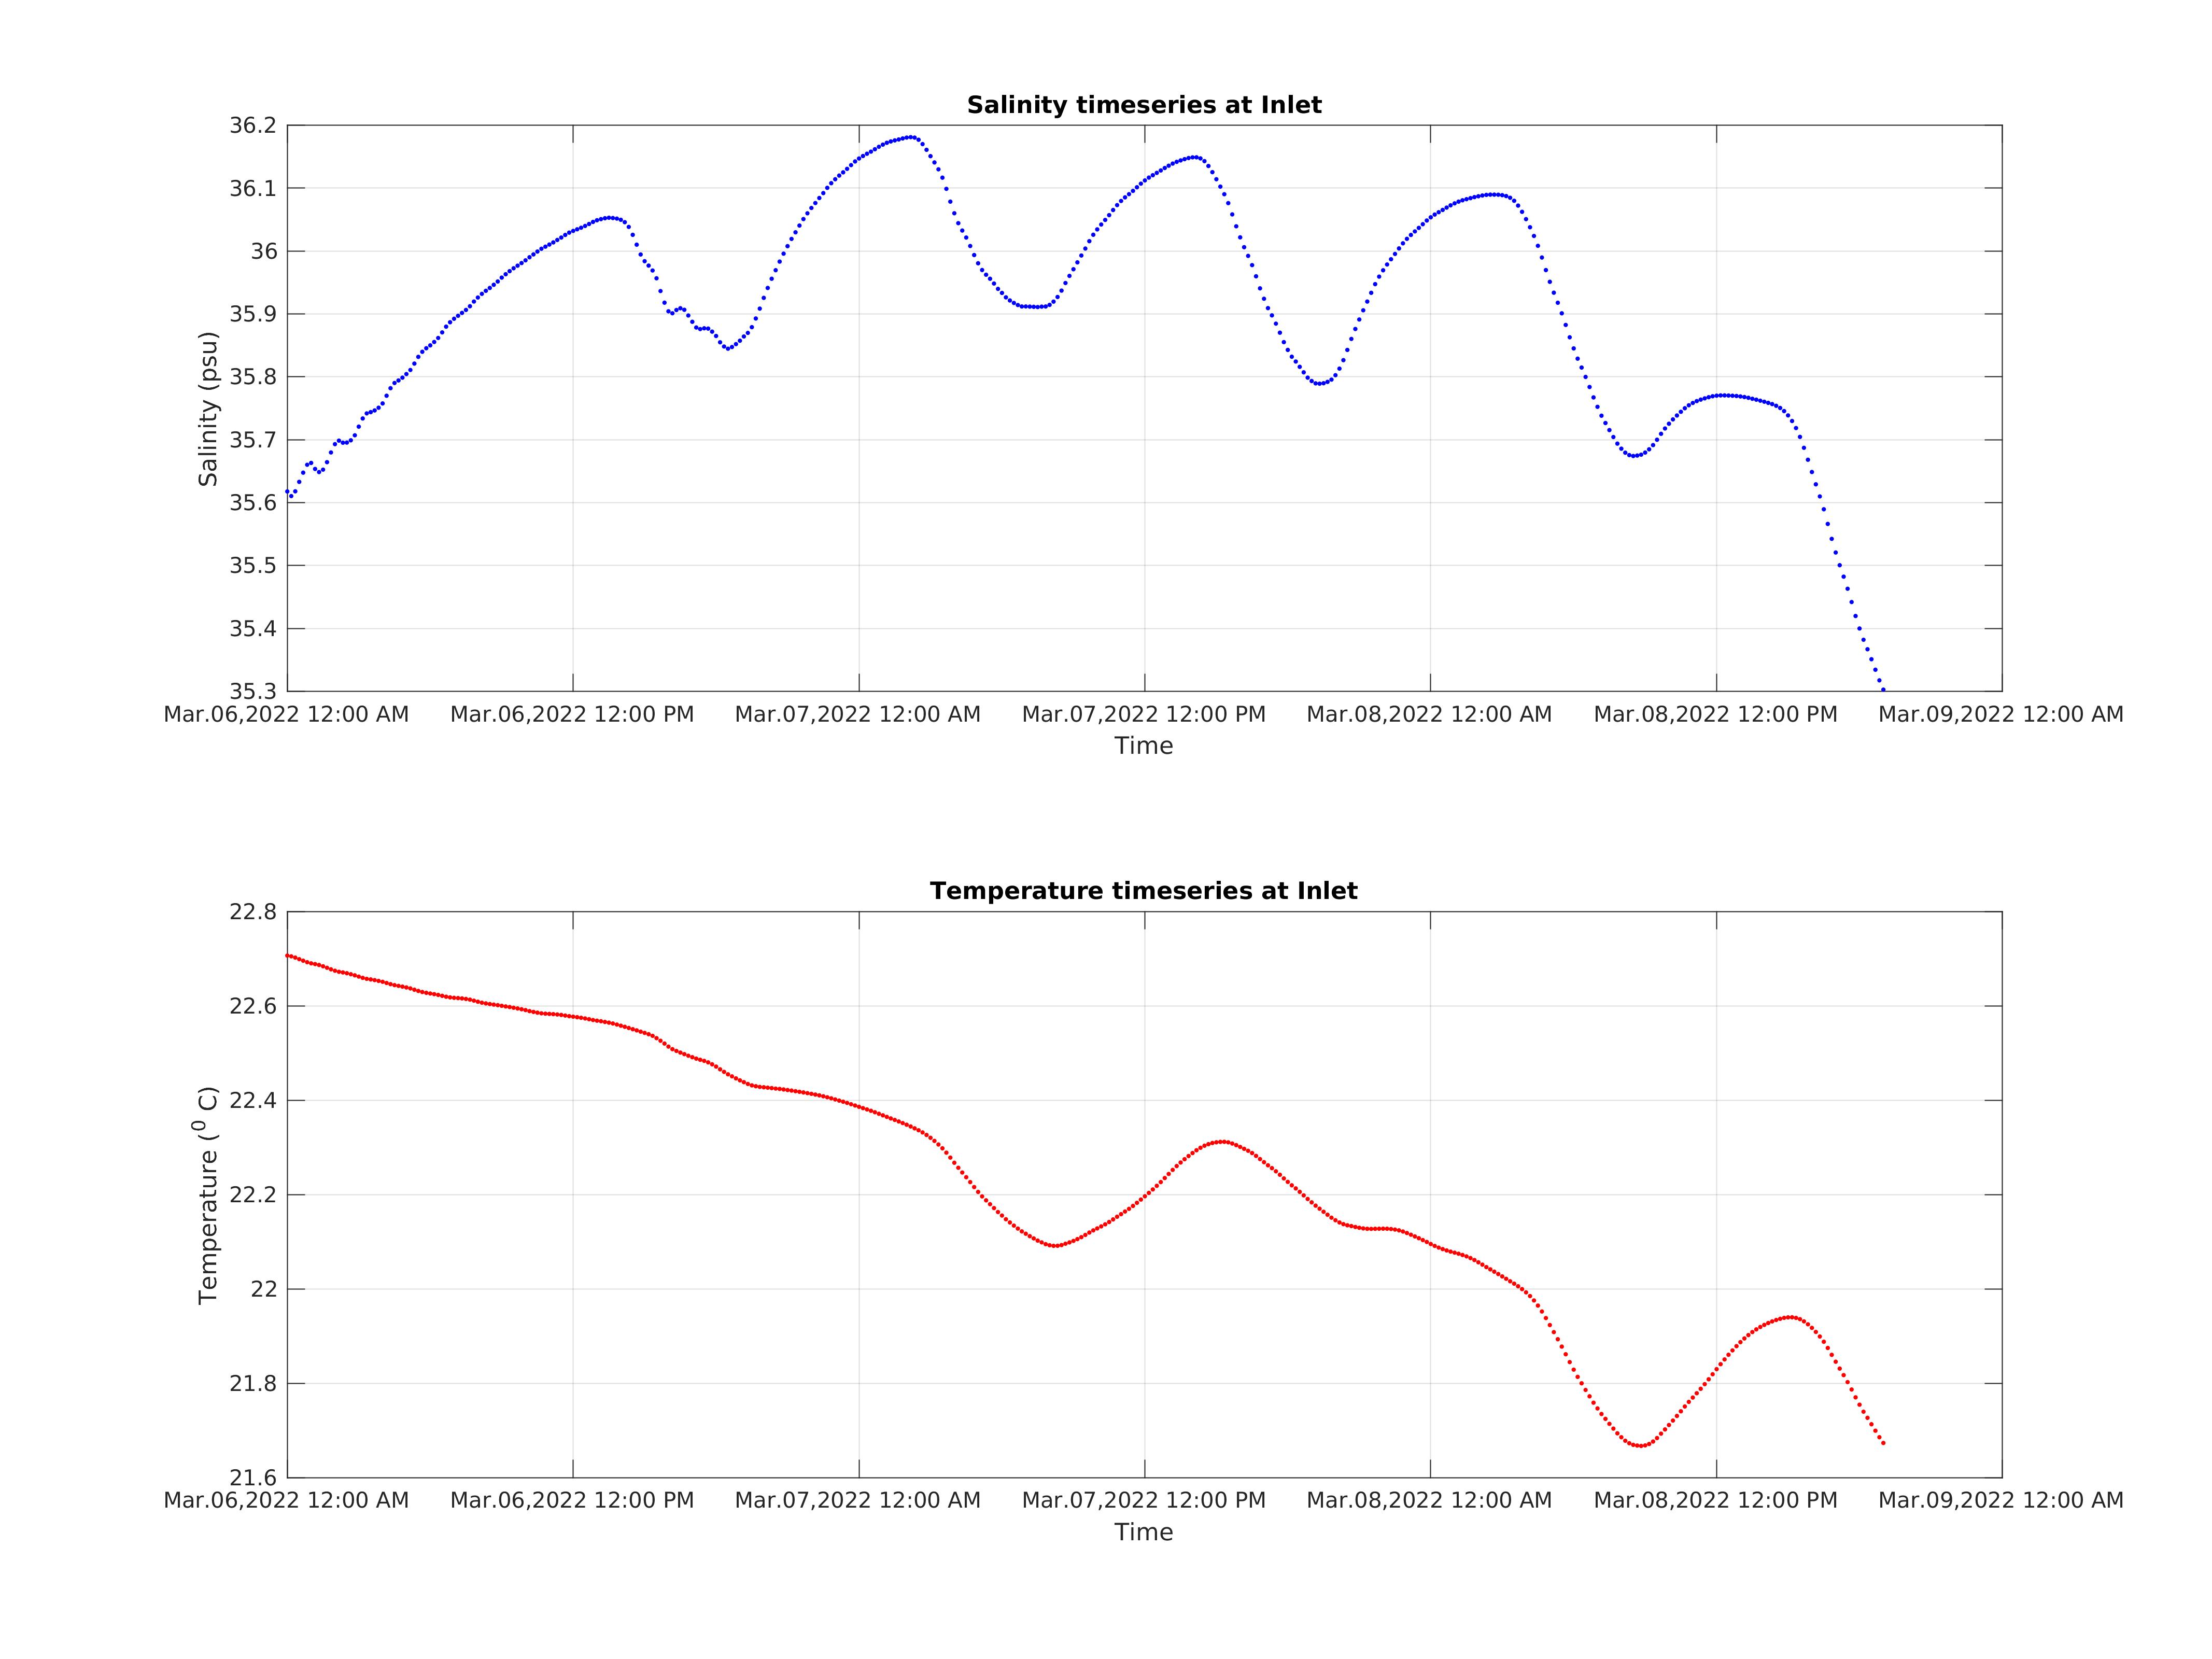 Salinity timeseries at Inlet
36.2
36.1
36
35.9
35.8
35.7
35.6
35.5
35.4
35.3
Salinity (psu)
Mar.06,2022 12:00 AM Mar.06,2022 12:00 PM Mar.07,2022 12:00 AM Mar.07,2022 12:00 PM Mar.08,2022 12:00 AM Mar.08,2022 12:00 PM Mar.09,2022 12:00 AM
Time
Temperature timeseries at Inlet
22.8
22.6
22.4
22.2
22
21.8
21.6
Temperature (⁰ C)
Mar.06,2022 12:00 AM Mar.06,2022 12:00 PM Mar.07,2022 12:00 AM Mar.07,2022 12:00 PM Mar.08,2022 12:00 AM Mar.08,2022 12:00 PM Mar.09,2022 12:00 AM
Time